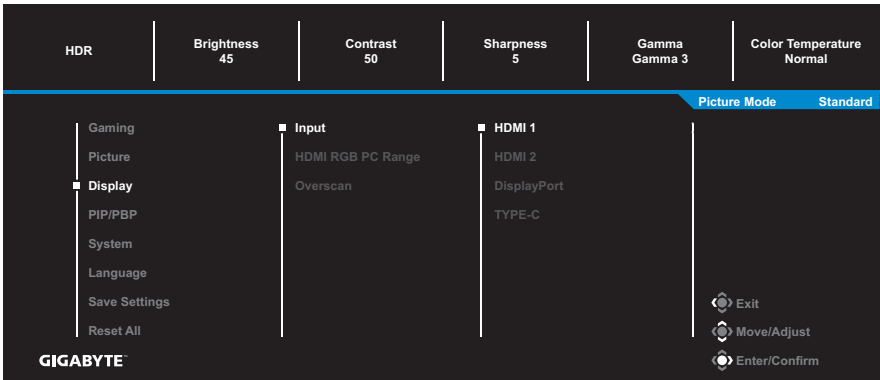 HDR
Brightness
45
Contrast
50
Sharpness
5
Gamma
Gamma 3
Color Temperature
Normal
Picture Mode Standard
Gaming
Picture
Display
PIP/PBP
System
Language
Save Settings
Reset All
Input
HDMI RGB PC Range
Overscan
HDMI 1
HDMI 2
DisplayPort
TYPE-C
Exit
Move/Adjust
Enter/Confirm
GIGABYTE™